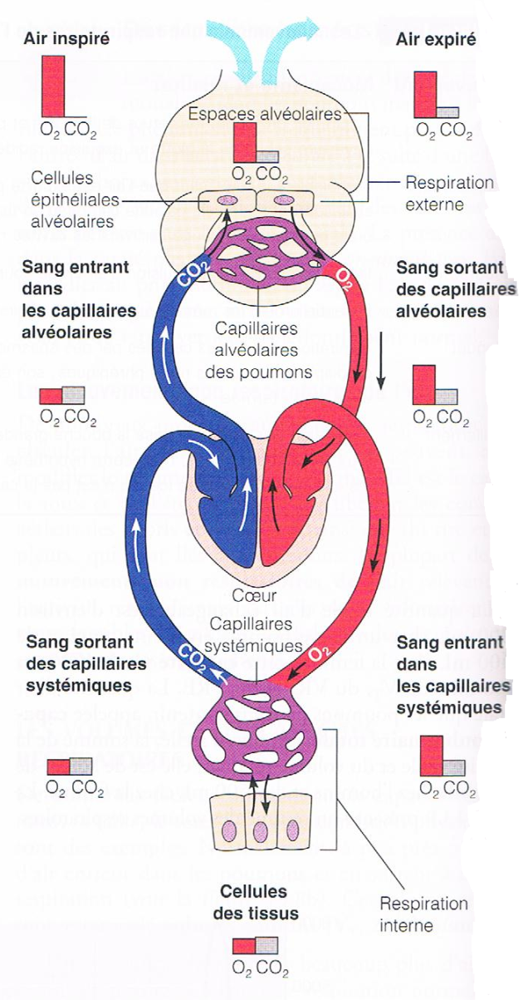 Air inspiré
O₂ CO₂
Air expiré
O₂ CO₂
Espaces alvéolaires
O₂ CO₂
Cellules
épithéliales
alvéolaires
Respiration
externe
CO₂
O₂
Sang entrant
dans
les capillaires
alvéolaires
Sang sortant
des capillaires
alvéolaires
Capillaires
alvéolaires
des poumons
O₂ CO₂
O₂ CO₂
Cœur
Capillaires
systémiques
CO₂
O₂
Sang sortant
des capillaires
systémiques
Sang entrant
dans
les capillaires
systémiques
O₂ CO₂
O₂ CO₂
Cellules
des tissus
O₂ CO₂
Respiration
interne